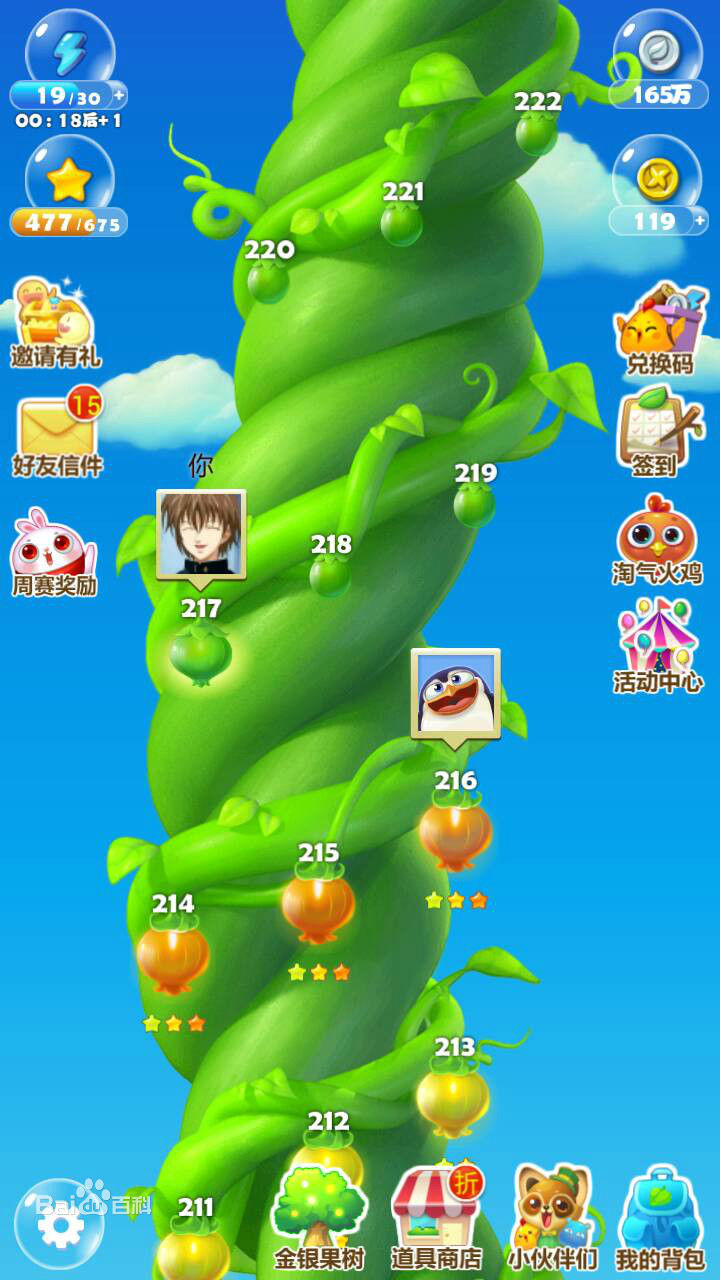 19/30 +
00:18后+1
477/675
165万
119 +
222
221
220
邀请有礼
兑换码
15
好友信件
签到
你
219
218
周赛奖励
淘气火鸡
217
活动中心
216
215
214
213
212
211
折
Baidu百科
金银果树
道具商店
小伙伴们
我的背包